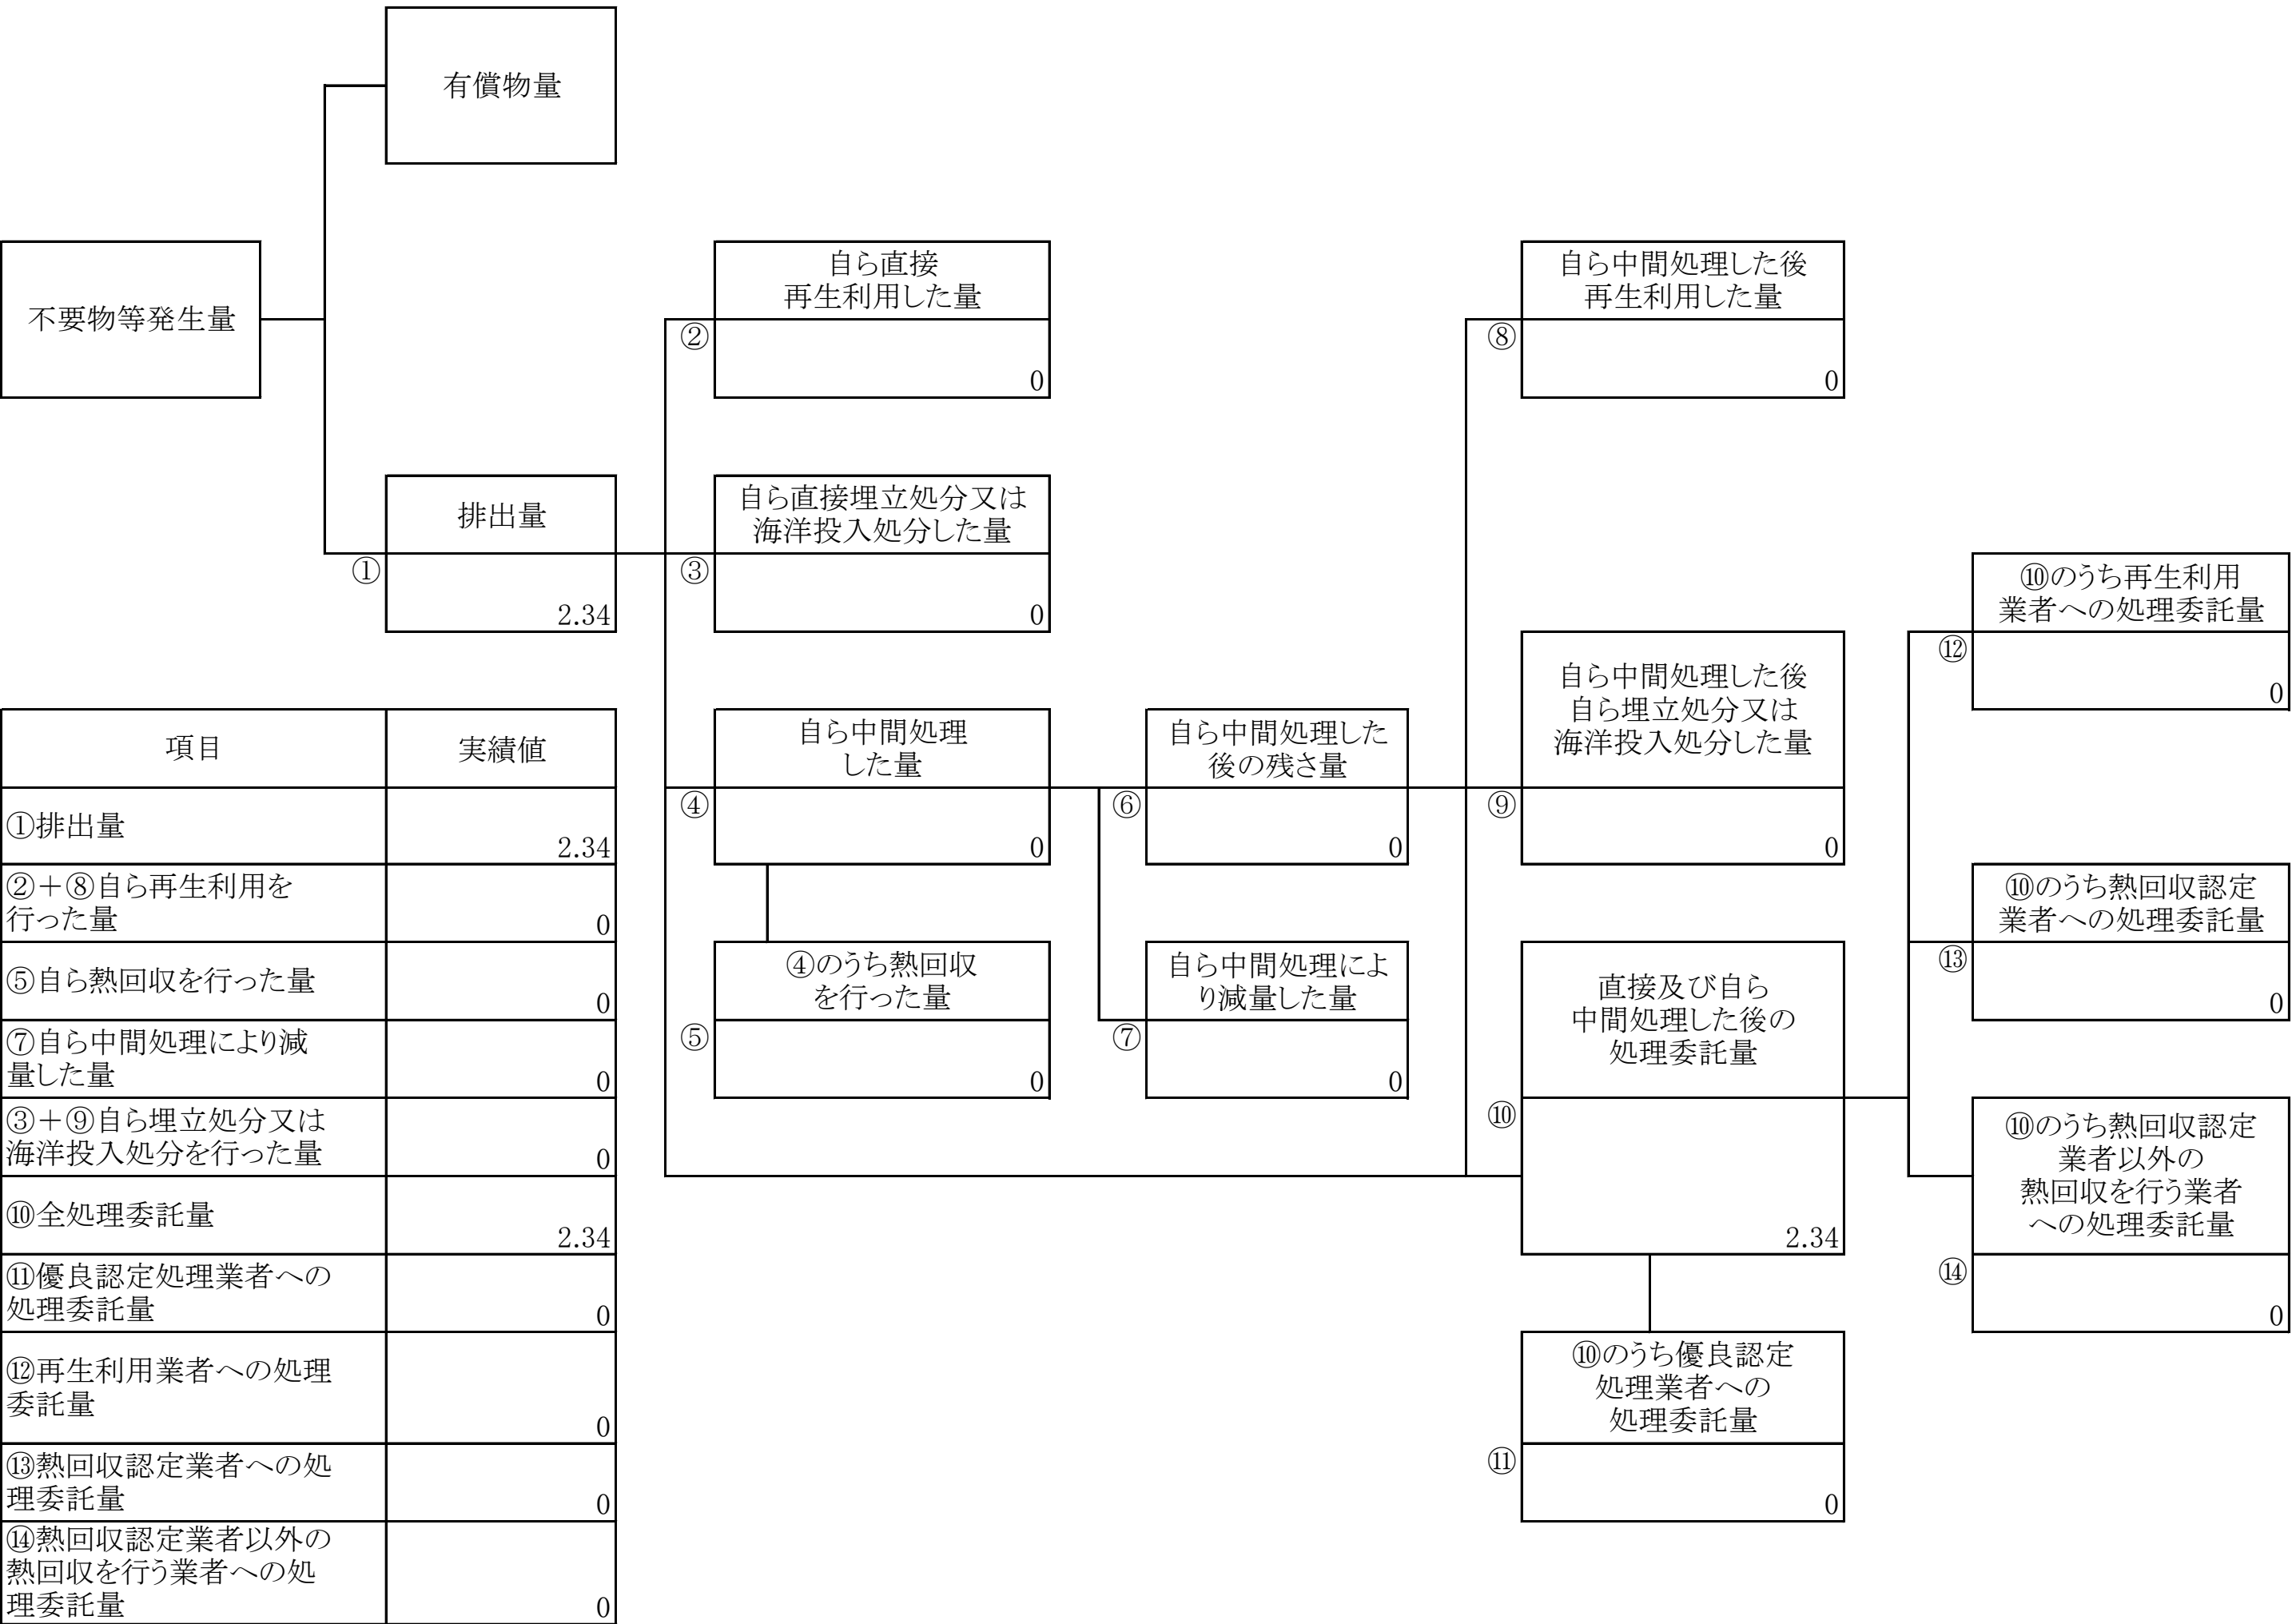 有償物量
不要物等発生量
自ら直接
再生利用した量
②
0
自ら中間処理した後
再生利用した量
⑧
0
排出量
①
2.34
自ら直接埋立処分又は
海洋投入処分した量
③
0
⑩のうち再生利用
業者への処理委託量
⑫
0
自ら中間処理した後
自ら埋立処分又は
海洋投入処分した量
⑨
0
自ら中間処理
した量
④
0
自ら中間処理した
後の残さ量
⑥
0
⑩のうち熱回収認定
業者への処理委託量
⑬
0
④のうち熱回収
を行った量
⑤
0
自ら中間処理によ
り減量した量
⑦
0
直接及び自ら
中間処理した後の
処理委託量
⑩
2.34
⑩のうち熱回収認定
業者以外の
熱回収を行う業者
への処理委託量
⑭
0
⑩のうち優良認定
処理業者への
処理委託量
⑪
0
項目 実績値
①排出量
2.34
②＋⑧自ら再生利用を
行った量
0
⑤自ら熱回収を行った量
0
⑦自ら中間処理により減
量した量
0
③＋⑨自ら埋立処分又は
海洋投入処分を行った量
0
⑩全処理委託量
2.34
⑪優良認定処理業者への
処理委託量
0
⑫再生利用業者への処理
委託量
0
⑬熱回収認定業者への処
理委託量
0
⑭熱回収認定業者以外の
熱回収を行う業者への処
理委託量
0